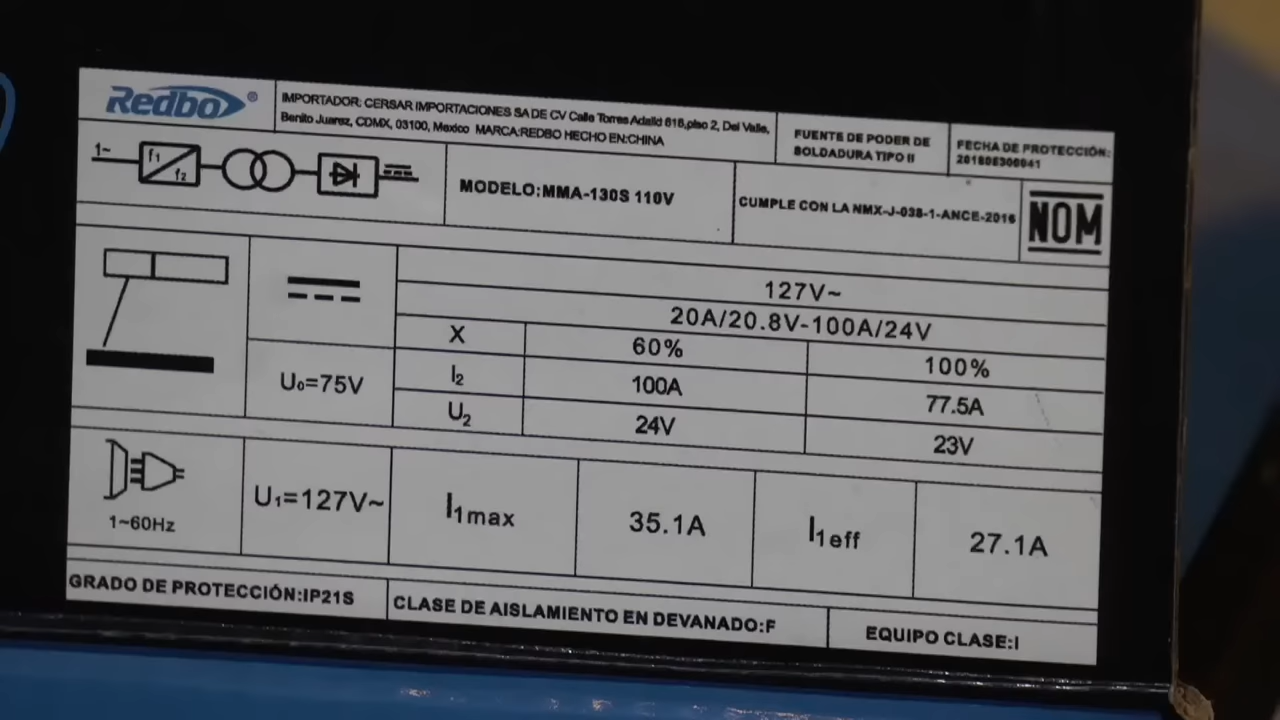 Redbo®
IMPORTADOR: CERSAR IMPORTACIONES SA DE CV Calle Torres Adalid 616,piso 2, Del Valle,
Benito Juarez, CDMX, 03100, Mexico MARCA:REDBO HECHO EN:CHINA
FUENTE DE PODER DE
SOLDADURA TIPO II
FECHA DE PROTECCIÓN:
201805300041
1~
f1
f2
MODELO:MMA-130S 110V
CUMPLE CON LA NMX-J-038-1-ANCE-2016
NOM
127V~
20A/20.8V-100A/24V
X
60%
100%
U₀=75V
I₂
100A
77.5A
U₂
24V
23V
1~60Hz
U₁=127V~
I₁max
35.1A
I₁eff
27.1A
GRADO DE PROTECCIÓN:IP21S
CLASE DE AISLAMIENTO EN DEVANADO:F
EQUIPO CLASE:I